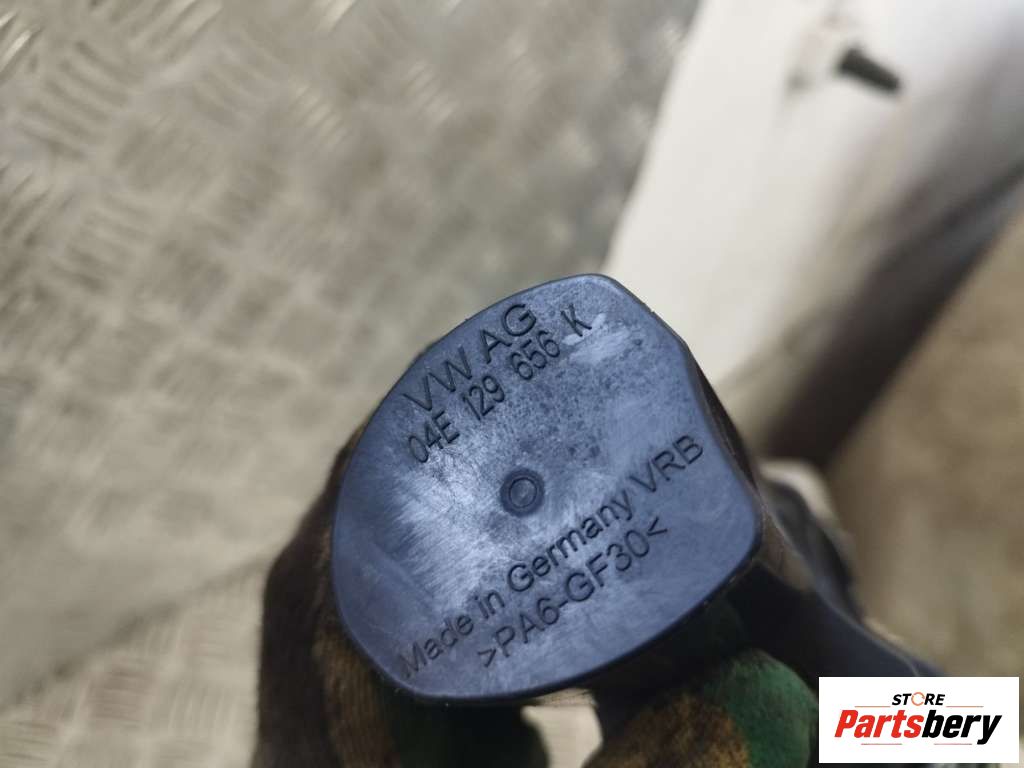 VW AG
04E 129 656 K
Made in Germany VRB
>PA6-GF30<
STORE
Partsbery